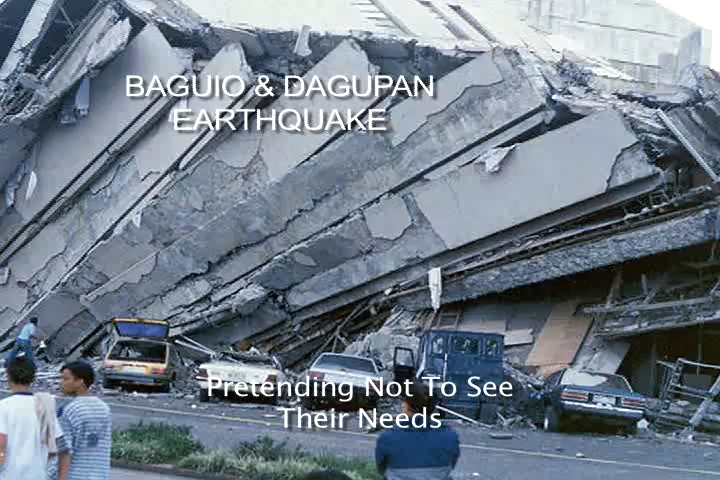 BAGUIO & DAGUPAN
EARTHQUAKE
Pretending Not To See
Their Needs